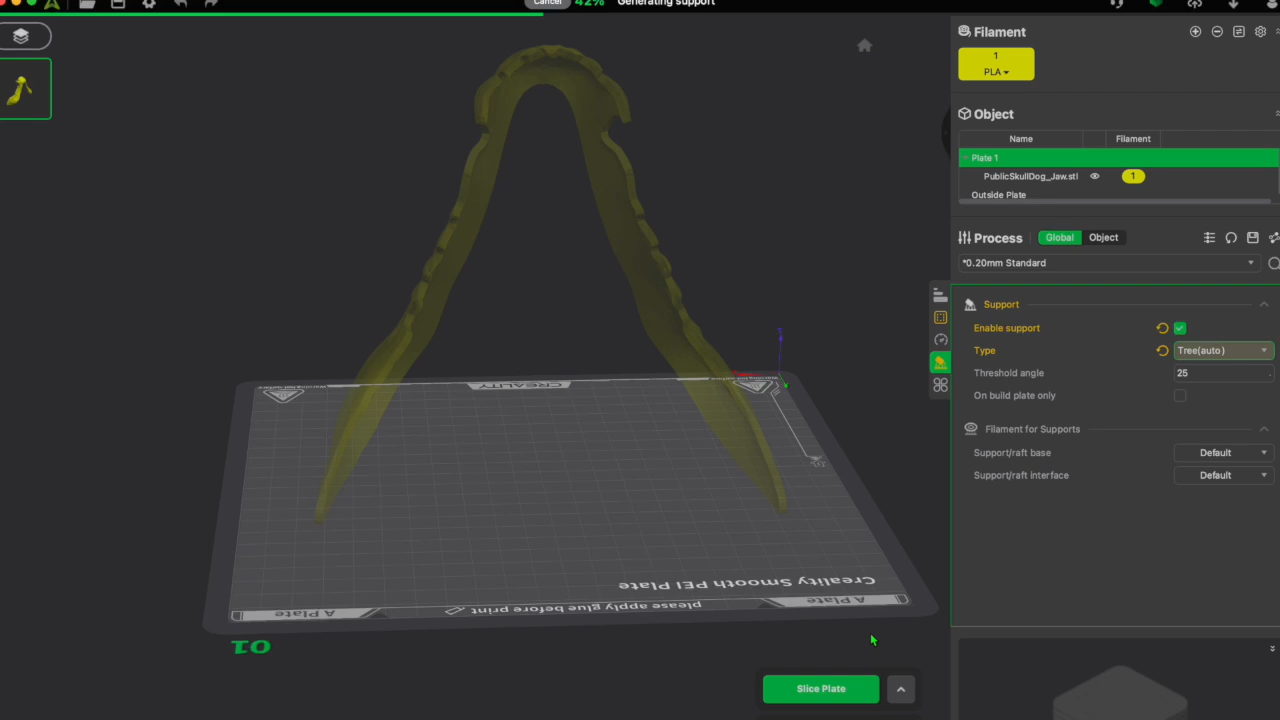 Cancel 42% Generating support
Filament
1
PLA
Object
Name Filament
Plate 1
PublicSkullDog_Jaw.stl 1
Outside Plate
Process Global Object
*0.20mm Standard
Support
Enable support
Type Tree(auto)
Threshold angle 25
On build plate only
Filament for Supports
Support/raft base Default
Support/raft interface Default
CREALITY
Creality Smooth PEI Plate
A Plate please apply glue before print A Plate
01
Slice Plate